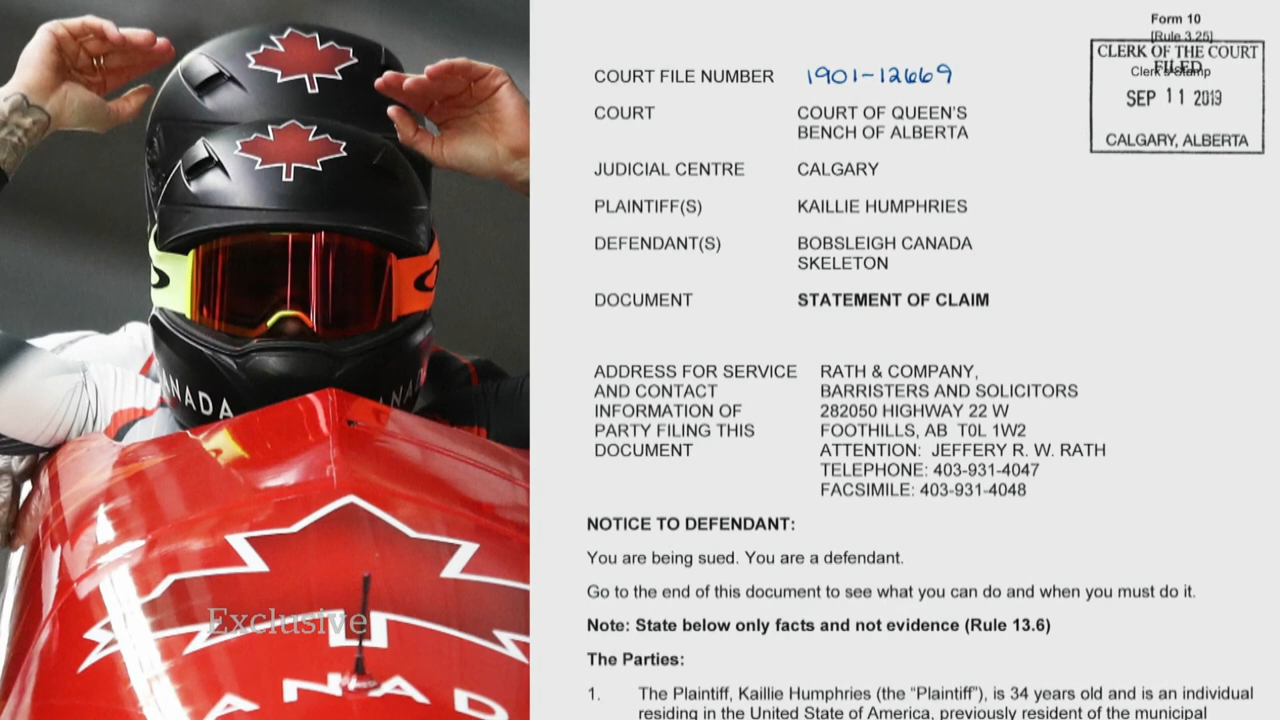 ANADA
CANA
Exclusive
ANAD
Form 10
[Rule 3.25]
CLERK OF THE COURT
FILED
Clerk's Stamp
SEP 11 2019
CALGARY, ALBERTA
COURT FILE NUMBER 1901-12669
COURT COURT OF QUEEN'S
BENCH OF ALBERTA
JUDICIAL CENTRE CALGARY
PLAINTIFF(S) KAILLIE HUMPHRIES
DEFENDANT(S) BOBSLEIGH CANADA
SKELETON
DOCUMENT STATEMENT OF CLAIM
ADDRESS FOR SERVICE RATH & COMPANY,
AND CONTACT BARRISTERS AND SOLICITORS
INFORMATION OF 282050 HIGHWAY 22 W
PARTY FILING THIS FOOTHILLS, AB T0L 1W2
DOCUMENT ATTENTION: JEFFERY R. W. RATH
TELEPHONE: 403-931-4047
FACSIMILE: 403-931-4048
NOTICE TO DEFENDANT:
You are being sued. You are a defendant.
Go to the end of this document to see what you can do and when you must do it.
Note: State below only facts and not evidence (Rule 13.6)
The Parties:
1. The Plaintiff, Kaillie Humphries (the “Plaintiff”), is 34 years old and is an individual
residing in the United State of America, previously resident of the municipal